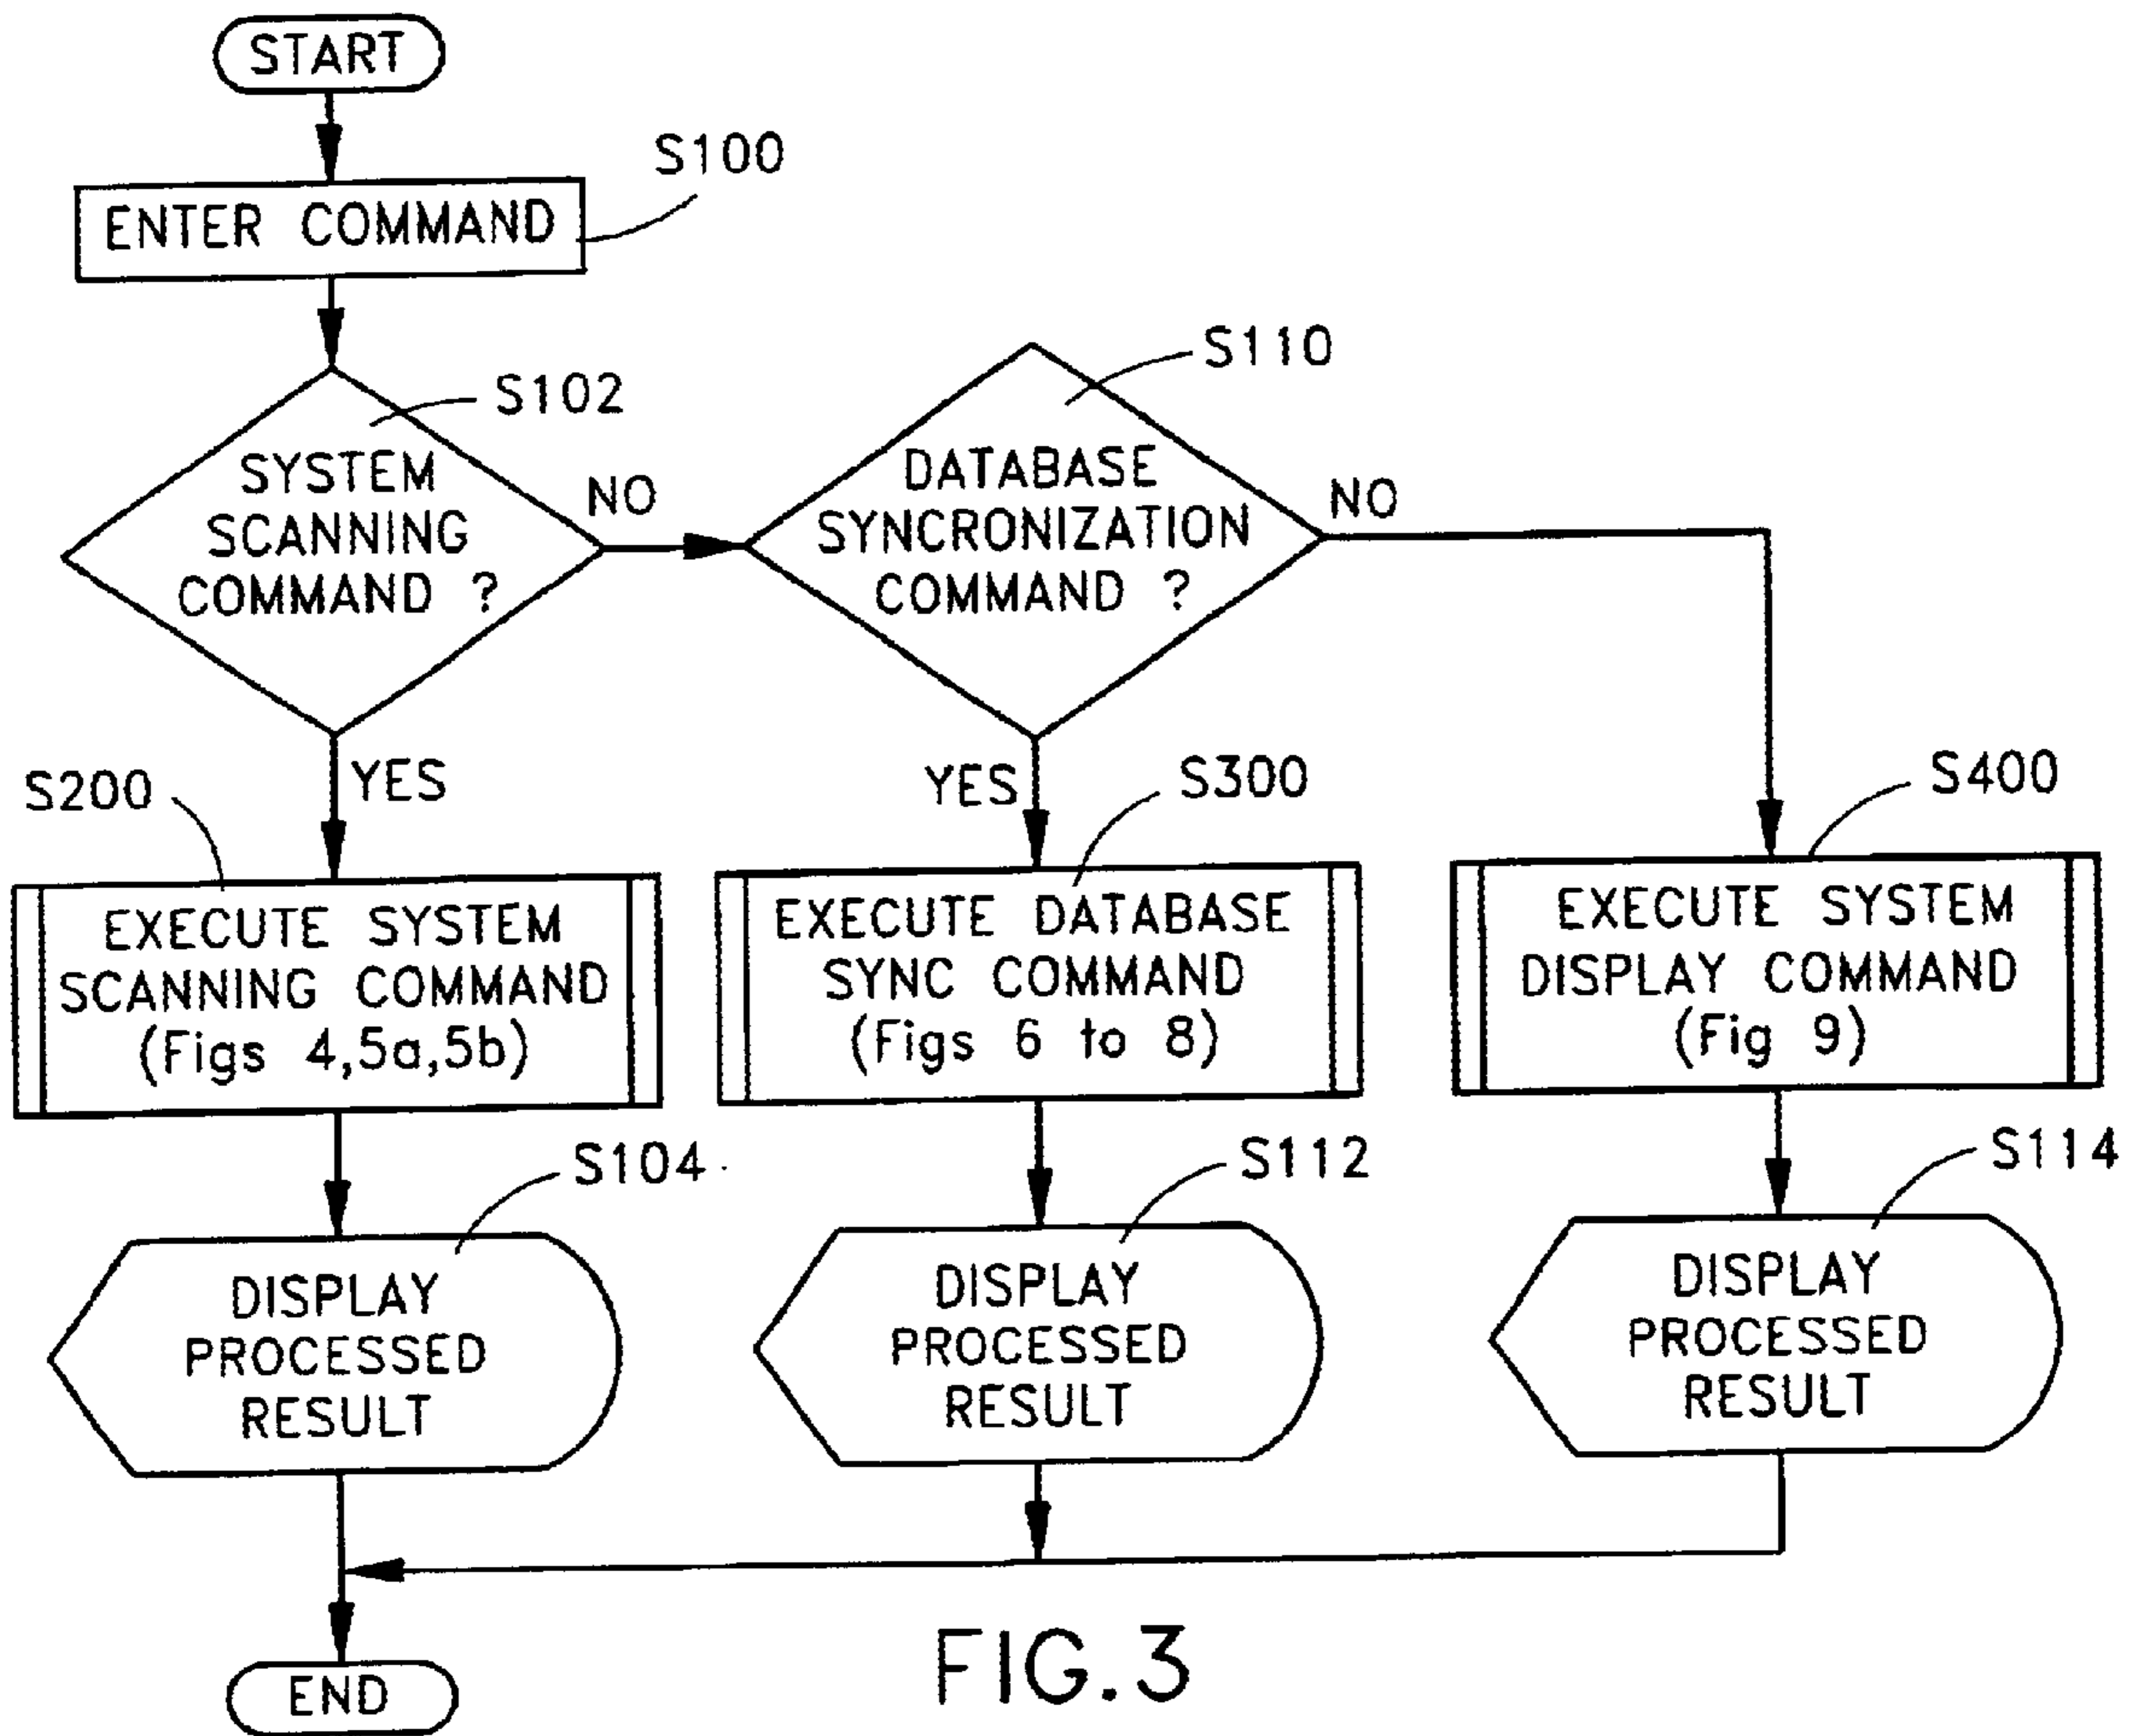 START
S100
ENTER COMMAND
S110
S102
SYSTEM
SCANNING
COMMAND ?
NO
DATABASE
SYNCRONIZATION
COMMAND ?
NO
YES
S200
YES
S300
S400
EXECUTE SYSTEM
SCANNING COMMAND
(Figs 4,5a,5b)
EXECUTE DATABASE
SYNC COMMAND
(Figs 6 to 8)
EXECUTE SYSTEM
DISPLAY COMMAND
(Fig 9)
S104
S112
S114
DISPLAY
PROCESSED
RESULT
DISPLAY
PROCESSED
RESULT
DISPLAY
PROCESSED
RESULT
END
FIG.3